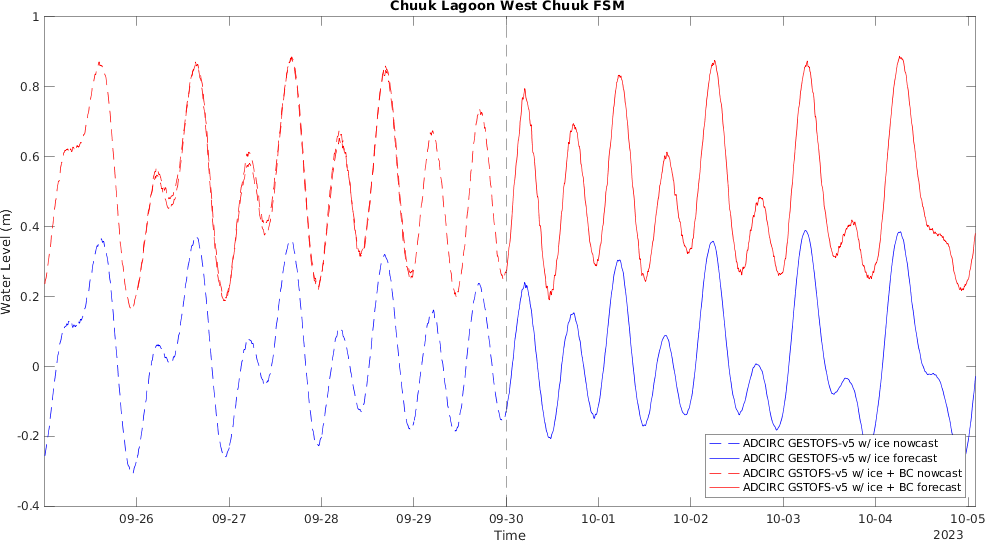 Chuuk Lagoon West Chuuk FSM
1
0.8
0.6
0.4
0.2
0
-0.2
-0.4
Water Level (m)
09-26 09-27 09-28 09-29 09-30 10-01 10-02 10-03 10-04 10-05
Time
2023
ADCIRC GESTOFS-v5 w/ ice nowcast
ADCIRC GESTOFS-v5 w/ ice forecast
ADCIRC GSTOFS-v5 w/ ice + BC nowcast
ADCIRC GSTOFS-v5 w/ ice + BC forecast